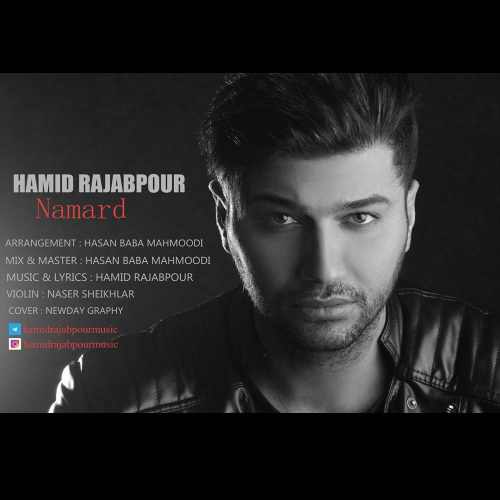 HAMID RAJABPOUR
Namard
ARRANGEMENT : HASAN BABA MAHMOODI
MIX & MASTER : HASAN BABA MAHMOODI
MUSIC & LYRICS : HAMID RAJABPOUR
VIOLIN : NASER SHEIKHLAR
COVER : NEWDAY GRAPHY
hamidrajabpourmusic
hamidrajabpourmusic